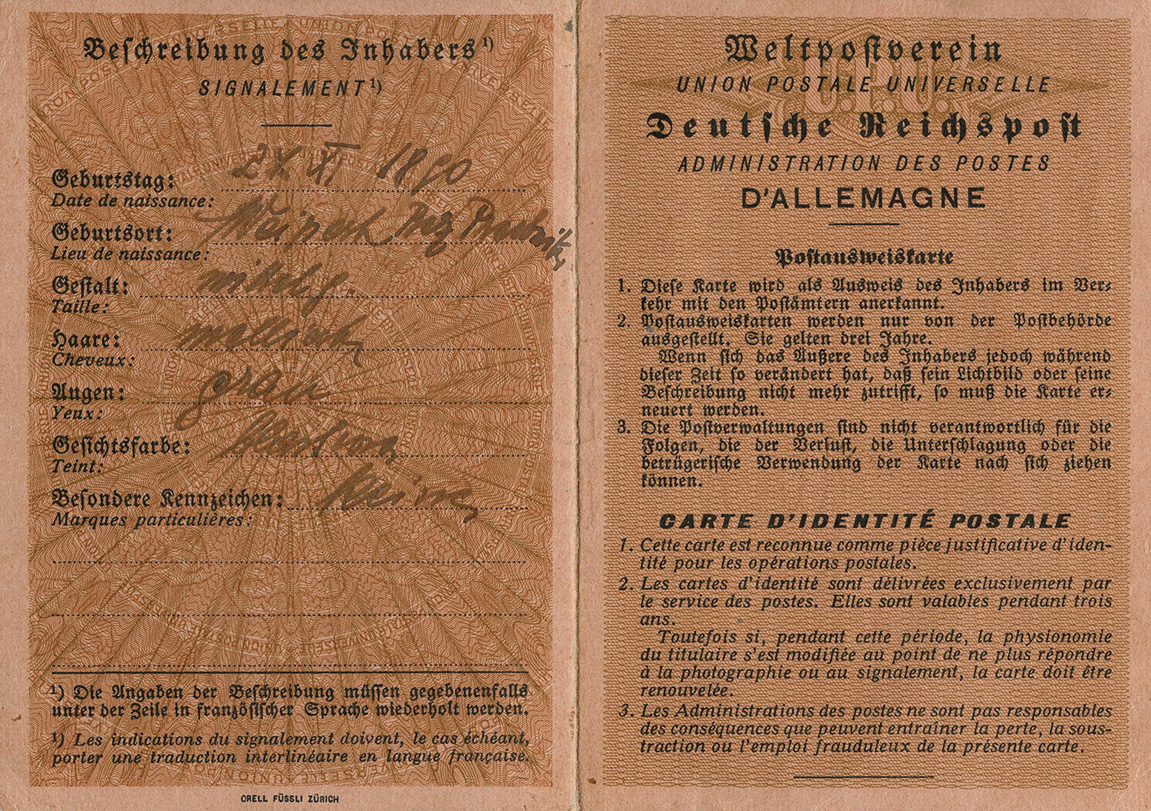 Beschreibung des Inhabers ¹)
SIGNALEMENT ¹)
Geburtstag: XI 1890
Date de naissance:
Geburtsort:
Lieu de naissance:
Gestalt: mittelg.
Taille:
Haare: meliert
Cheveux:
Augen: grau
Yeux:
Gesichtsfarbe:
Teint:
Besondere Kennzeichen: keine
Marques particulières:
¹) Die Angaben der Beschreibung müssen gegebenenfalls
unter der Zeile in französischer Sprache wiederholt werden.
¹) Les indications du signalement doivent, le cas échéant,
porter une traduction interlinéaire en langue française.
ORELL FÜSSLI ZÜRICH
Weltpostverein
UNION POSTALE UNIVERSELLE
Deutsche Reichspost
ADMINISTRATION DES POSTES
D'ALLEMAGNE
Postausweiskarte
1. Diese Karte wird als Ausweis des Inhabers im Ver-
kehr mit den Postämtern anerkannt.
2. Postausweiskarten werden nur von der Postbehörde
ausgestellt. Sie gelten drei Jahre.
Wenn sich das Äußere des Inhabers jedoch während
dieser Zeit so verändert hat, daß sein Lichtbild oder seine
Beschreibung nicht mehr zutrifft, so muß die Karte er-
neuert werden.
3. Die Postverwaltungen sind nicht verantwortlich für die
Folgen, die der Verlust, die Unterschlagung oder die
betrügerische Verwendung der Karte nach sich ziehen
können.
CARTE D'IDENTITÉ POSTALE
1. Cette carte est reconnue comme pièce justificative d'iden-
tité pour les opérations postales.
2. Les cartes d'identité sont délivrées exclusivement par
le service des postes. Elles sont valables pendant trois
ans.
Toutefois si, pendant cette période, la physionomie
du titulaire s'est modifiée au point de ne plus répondre
à la photographie ou au signalement, la carte doit être
renouvelée.
3. Les Administrations des postes ne sont pas responsables
des conséquences que peuvent entraîner la perte, la sous-
traction ou l'emploi frauduleux de la présente carte.